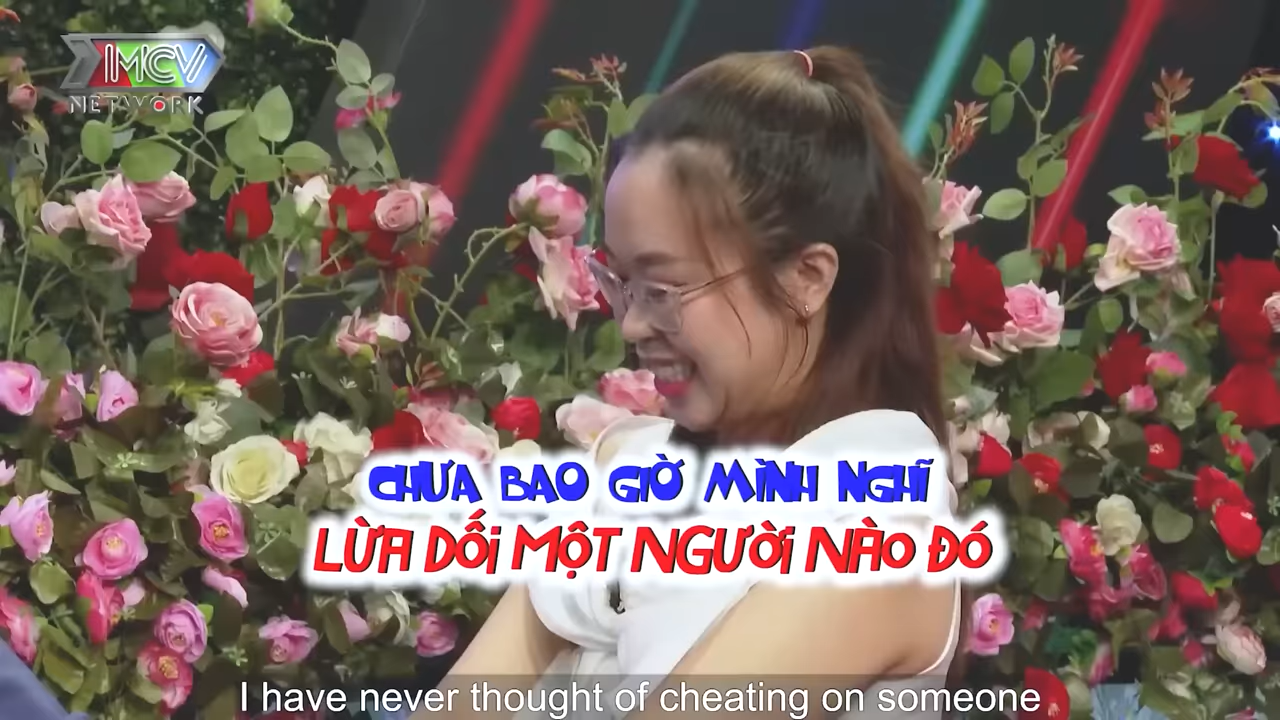 MCV
NETWORK
CHƯA BAO GIỜ MÌNH NGHĨ
LỪA DỐI MỘT NGƯỜI NÀO ĐÓ
I have never thought of cheating on someone